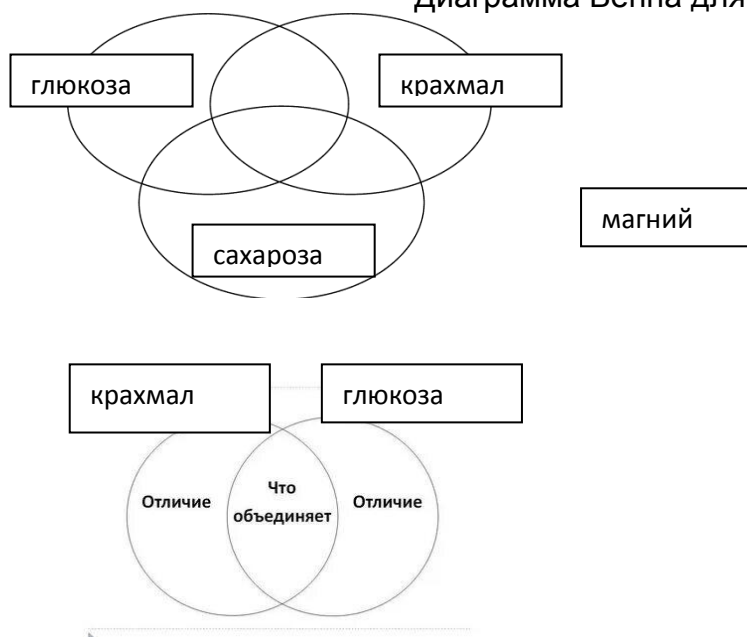 Диаграмма Венна для
глюкоза
крахмал
магний
сахароза
крахмал
глюкоза
Отличие
Что
объединяет
Отличие